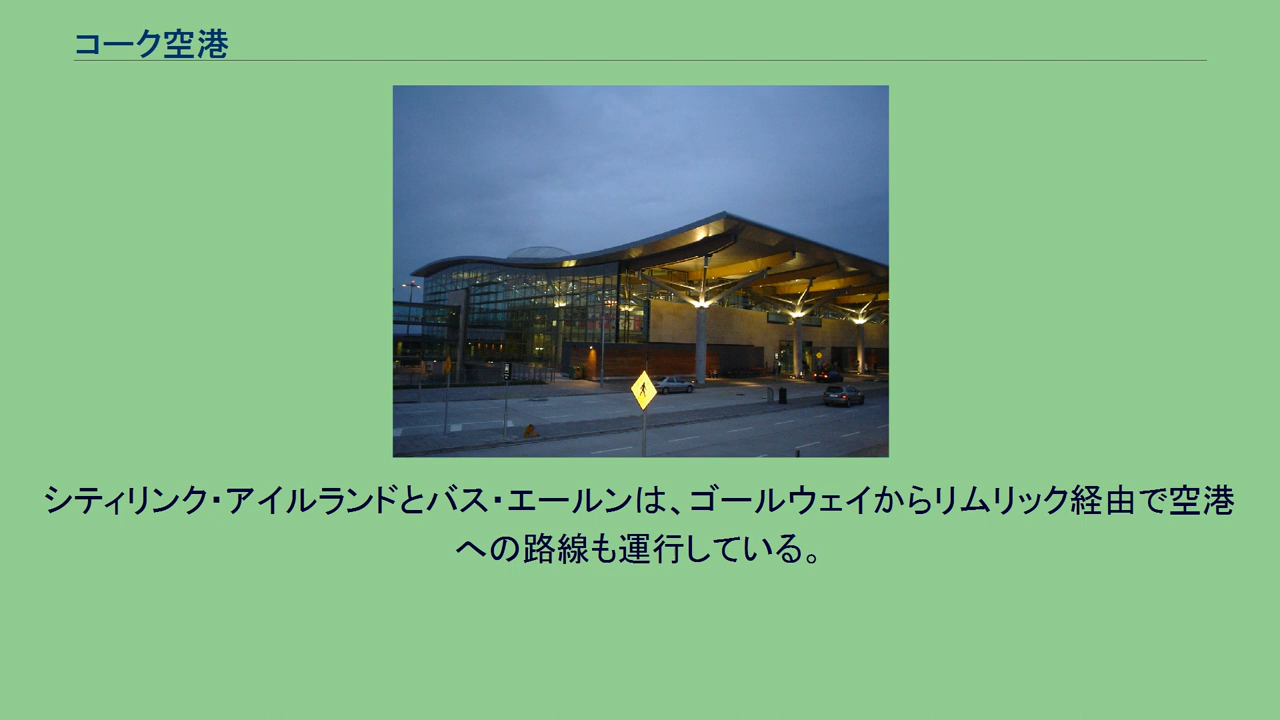 コーク空港
シティリンク・アイルランドとバス・エールンは、ゴールウェイからリムリック経由で空港
への路線も運行している。